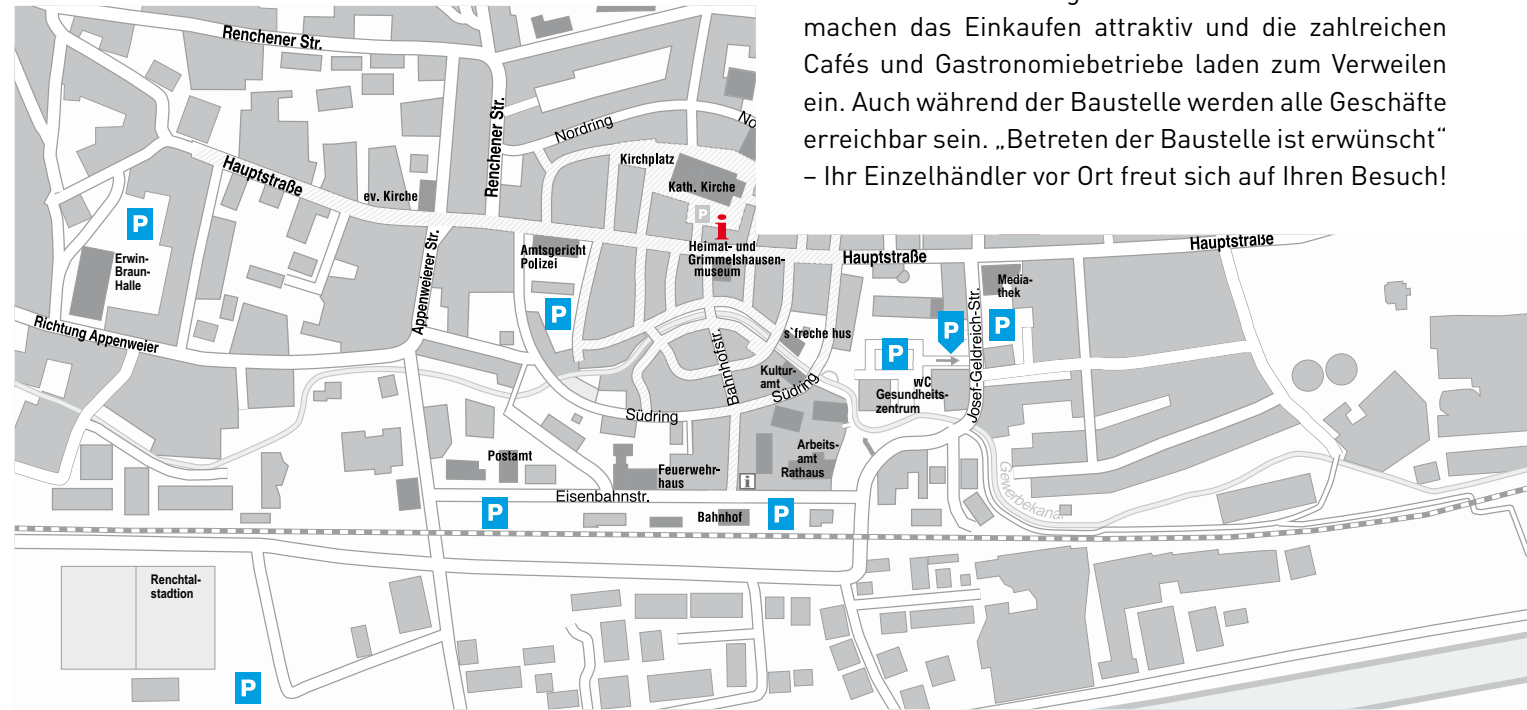 machen das Einkaufen attraktiv und die zahlreichen
Cafés und Gastronomiebetriebe laden zum Verweilen
ein. Auch während der Baustelle werden alle Geschäfte
erreichbar sein. „Betreten der Baustelle ist erwünscht“
– Ihr Einzelhändler vor Ort freut sich auf Ihren Besuch!
Renchener Str.
Renchener Str.
Nordring
No
Kirchplatz
Kath. Kirche
P
i
Hauptstraße
ev. Kirche
P
Erwin-
Braun-
Halle
Amtsgericht
Polizei
Heimat- und
Grimmelshausen-
museum
Hauptstraße
Hauptstraße
Appenweierer Str.
Media-
thek
Josef-Geldreich-Str.
P
P
P
P
Richtung Appenweier
s`freche hus
Bahnhofstr.
Kultur-
amt
Südring
Südring
WC
Gesundheits-
zentrum
Postamt
Feuerwehr-
haus
Arbeits-
amt
Rathaus
i
Gewerbekanal
Eisenbahnstr.
P
Bahnhof
P
Renchtal-
stadtion
P